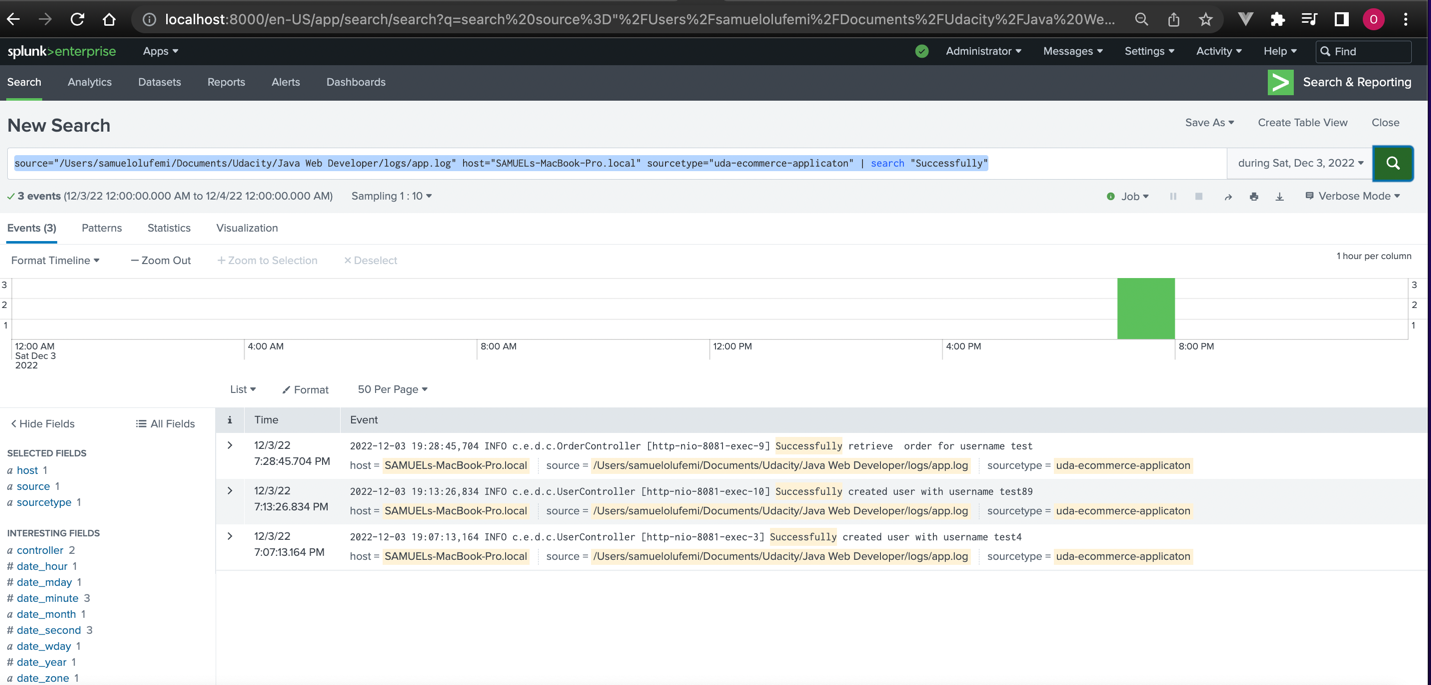 localhost:8000/en-US/app/search/search?q=search%20source%3D"%2FUsers%2Fsamuelolufemi%2FDocuments%2FUdacity%2FJava%20We...
O
splunk>enterprise Apps Administrator Messages Settings Activity Help Find
Search Analytics Datasets Reports Alerts Dashboards > Search & Reporting
New Search Save As Create Table View Close
source="/Users/samuelolufemi/Documents/Udacity/Java Web Developer/logs/app.log" host="SAMUELs-MacBook-Pro.local" sourcetype="uda-ecommerce-applicaton" | search "Successfully" during Sat, Dec 3, 2022
3 events (12/3/22 12:00:00.000 AM to 12/4/22 12:00:00.000 AM) Sampling 1 : 10 Job Verbose Mode
Events (3) Patterns Statistics Visualization
Format Timeline — Zoom Out + Zoom to Selection × Deselect 1 hour per column
3 3
2 2
1 1
12:00 AM 4:00 AM 8:00 AM 12:00 PM 4:00 PM 8:00 PM
Sat Dec 3
2022
List Format 50 Per Page
< Hide Fields All Fields i Time Event
SELECTED FIELDS
a host 1
a source 1
a sourcetype 1
INTERESTING FIELDS
a controller 2
# date_hour 1
# date_mday 1
# date_minute 3
a date_month 1
# date_second 3
a date_wday 1
# date_year 1
a date_zone 1
> 12/3/22 2022-12-03 19:28:45,704 INFO c.e.d.c.OrderController [http-nio-8081-exec-9] Successfully retrieve  order for username test
7:28:45.704 PM host = SAMUELs-MacBook-Pro.local source = /Users/samuelolufemi/Documents/Udacity/Java Web Developer/logs/app.log sourcetype = uda-ecommerce-applicaton
> 12/3/22 2022-12-03 19:13:26,834 INFO c.e.d.c.UserController [http-nio-8081-exec-10] Successfully created user with username test89
7:13:26.834 PM host = SAMUELs-MacBook-Pro.local source = /Users/samuelolufemi/Documents/Udacity/Java Web Developer/logs/app.log sourcetype = uda-ecommerce-applicaton
> 12/3/22 2022-12-03 19:07:13,164 INFO c.e.d.c.UserController [http-nio-8081-exec-3] Successfully created user with username test4
7:07:13.164 PM host = SAMUELs-MacBook-Pro.local source = /Users/samuelolufemi/Documents/Udacity/Java Web Developer/logs/app.log sourcetype = uda-ecommerce-applicaton